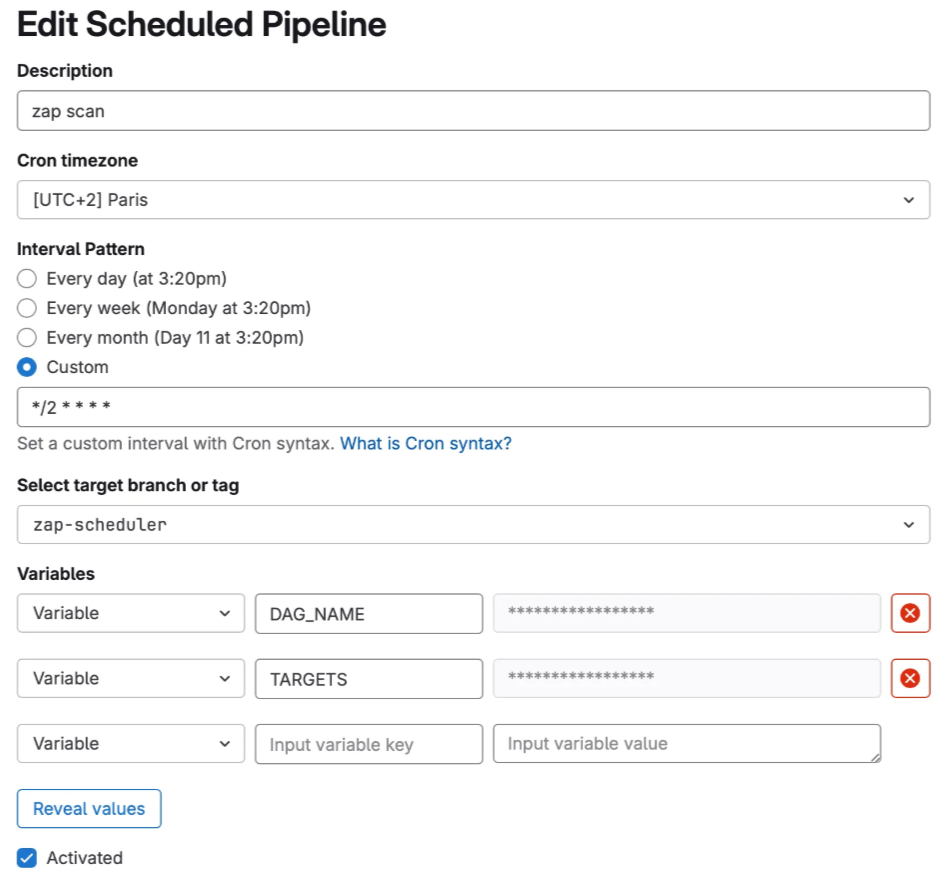 Edit Scheduled Pipeline
Description
zap scan
Cron timezone
[UTC+2] Paris
Interval Pattern
Every day (at 3:20pm)
Every week (Monday at 3:20pm)
Every month (Day 11 at 3:20pm)
Custom
*/2 * * * *
Set a custom interval with Cron syntax. What is Cron syntax?
Select target branch or tag
zap-scheduler
Variables
Variable DAG_NAME *****************
Variable TARGETS *****************
Variable Input variable key Input variable value
Reveal values
Activated